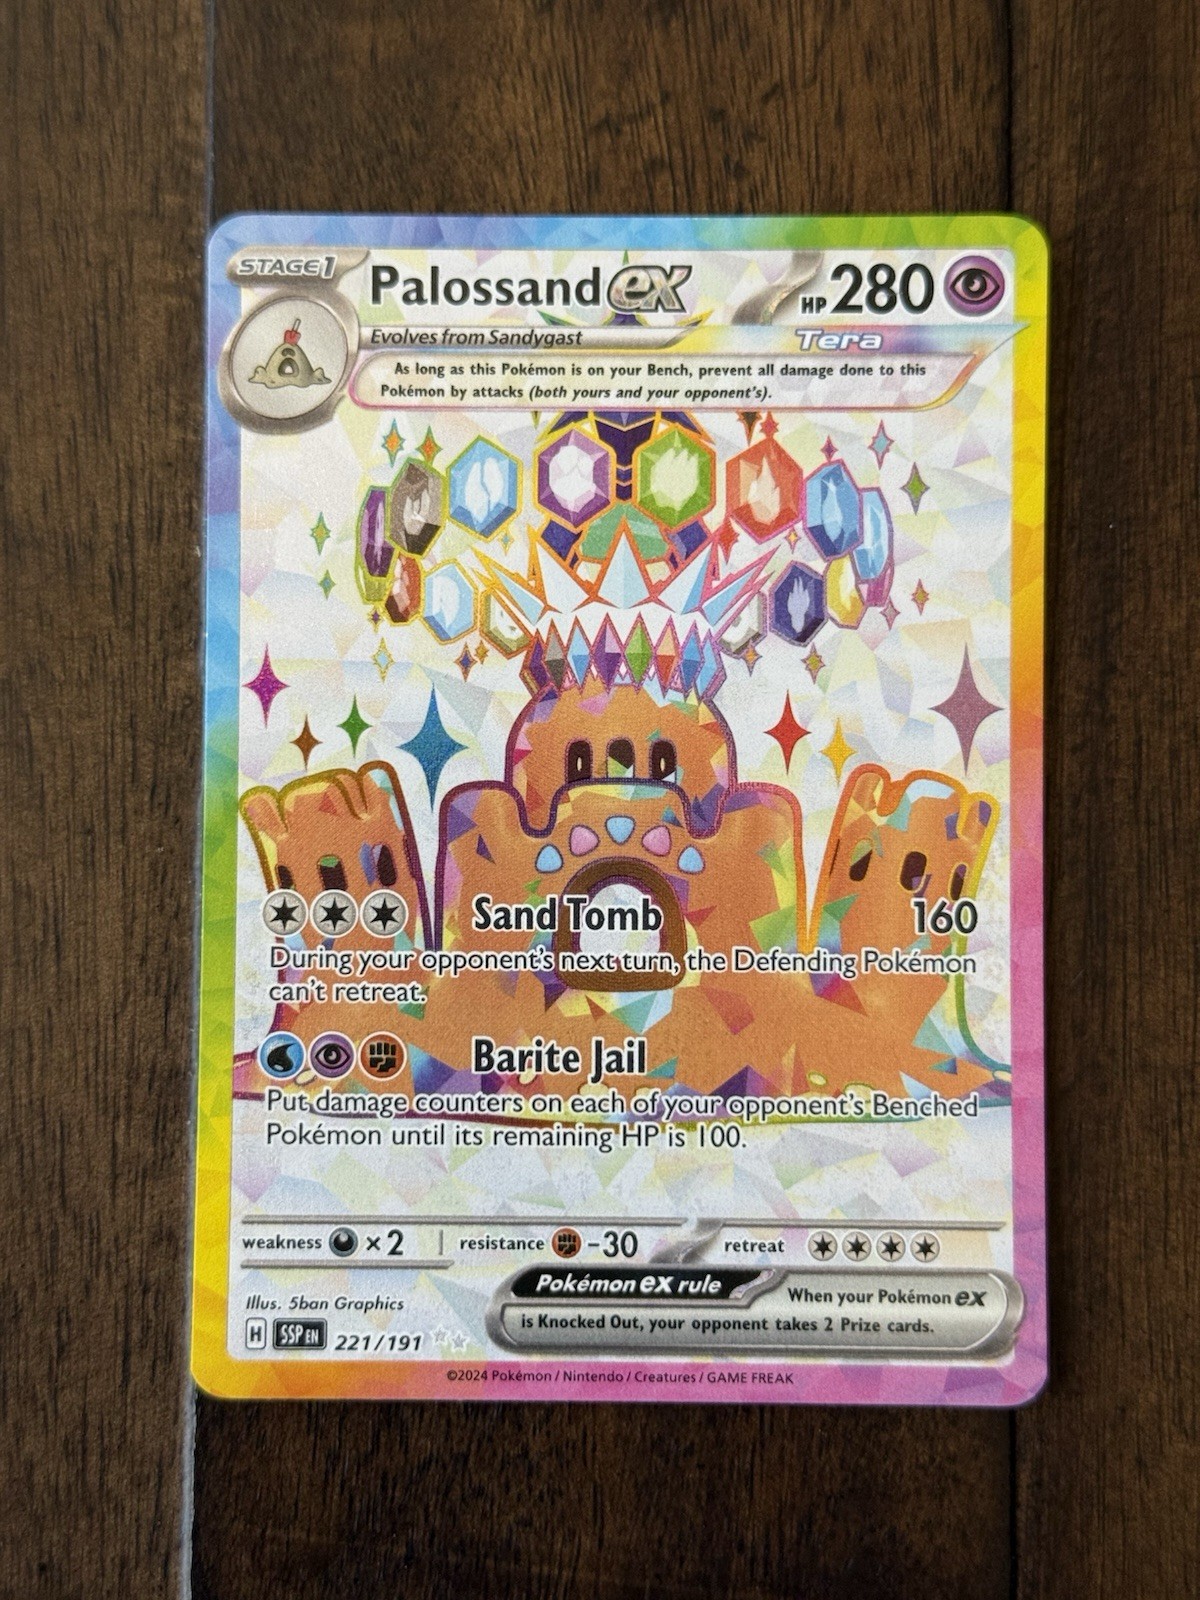 STAGE1
Palossand ex
HP 280
Evolves from Sandygast
Tera
As long as this Pokémon is on your Bench, prevent all damage done to this
Pokémon by attacks (both yours and your opponent's).
Sand Tomb 160
During your opponent's next turn, the Defending Pokémon
can't retreat.
Barite Jail
Put damage counters on each of your opponent's Benched
Pokémon until its remaining HP is 100.
weakness ×2 resistance -30 retreat
Pokémon ex rule
When your Pokémon ex
is Knocked Out, your opponent takes 2 Prize cards.
Illus. 5ban Graphics
H SSP EN 221/191
©2024 Pokémon / Nintendo / Creatures / GAME FREAK